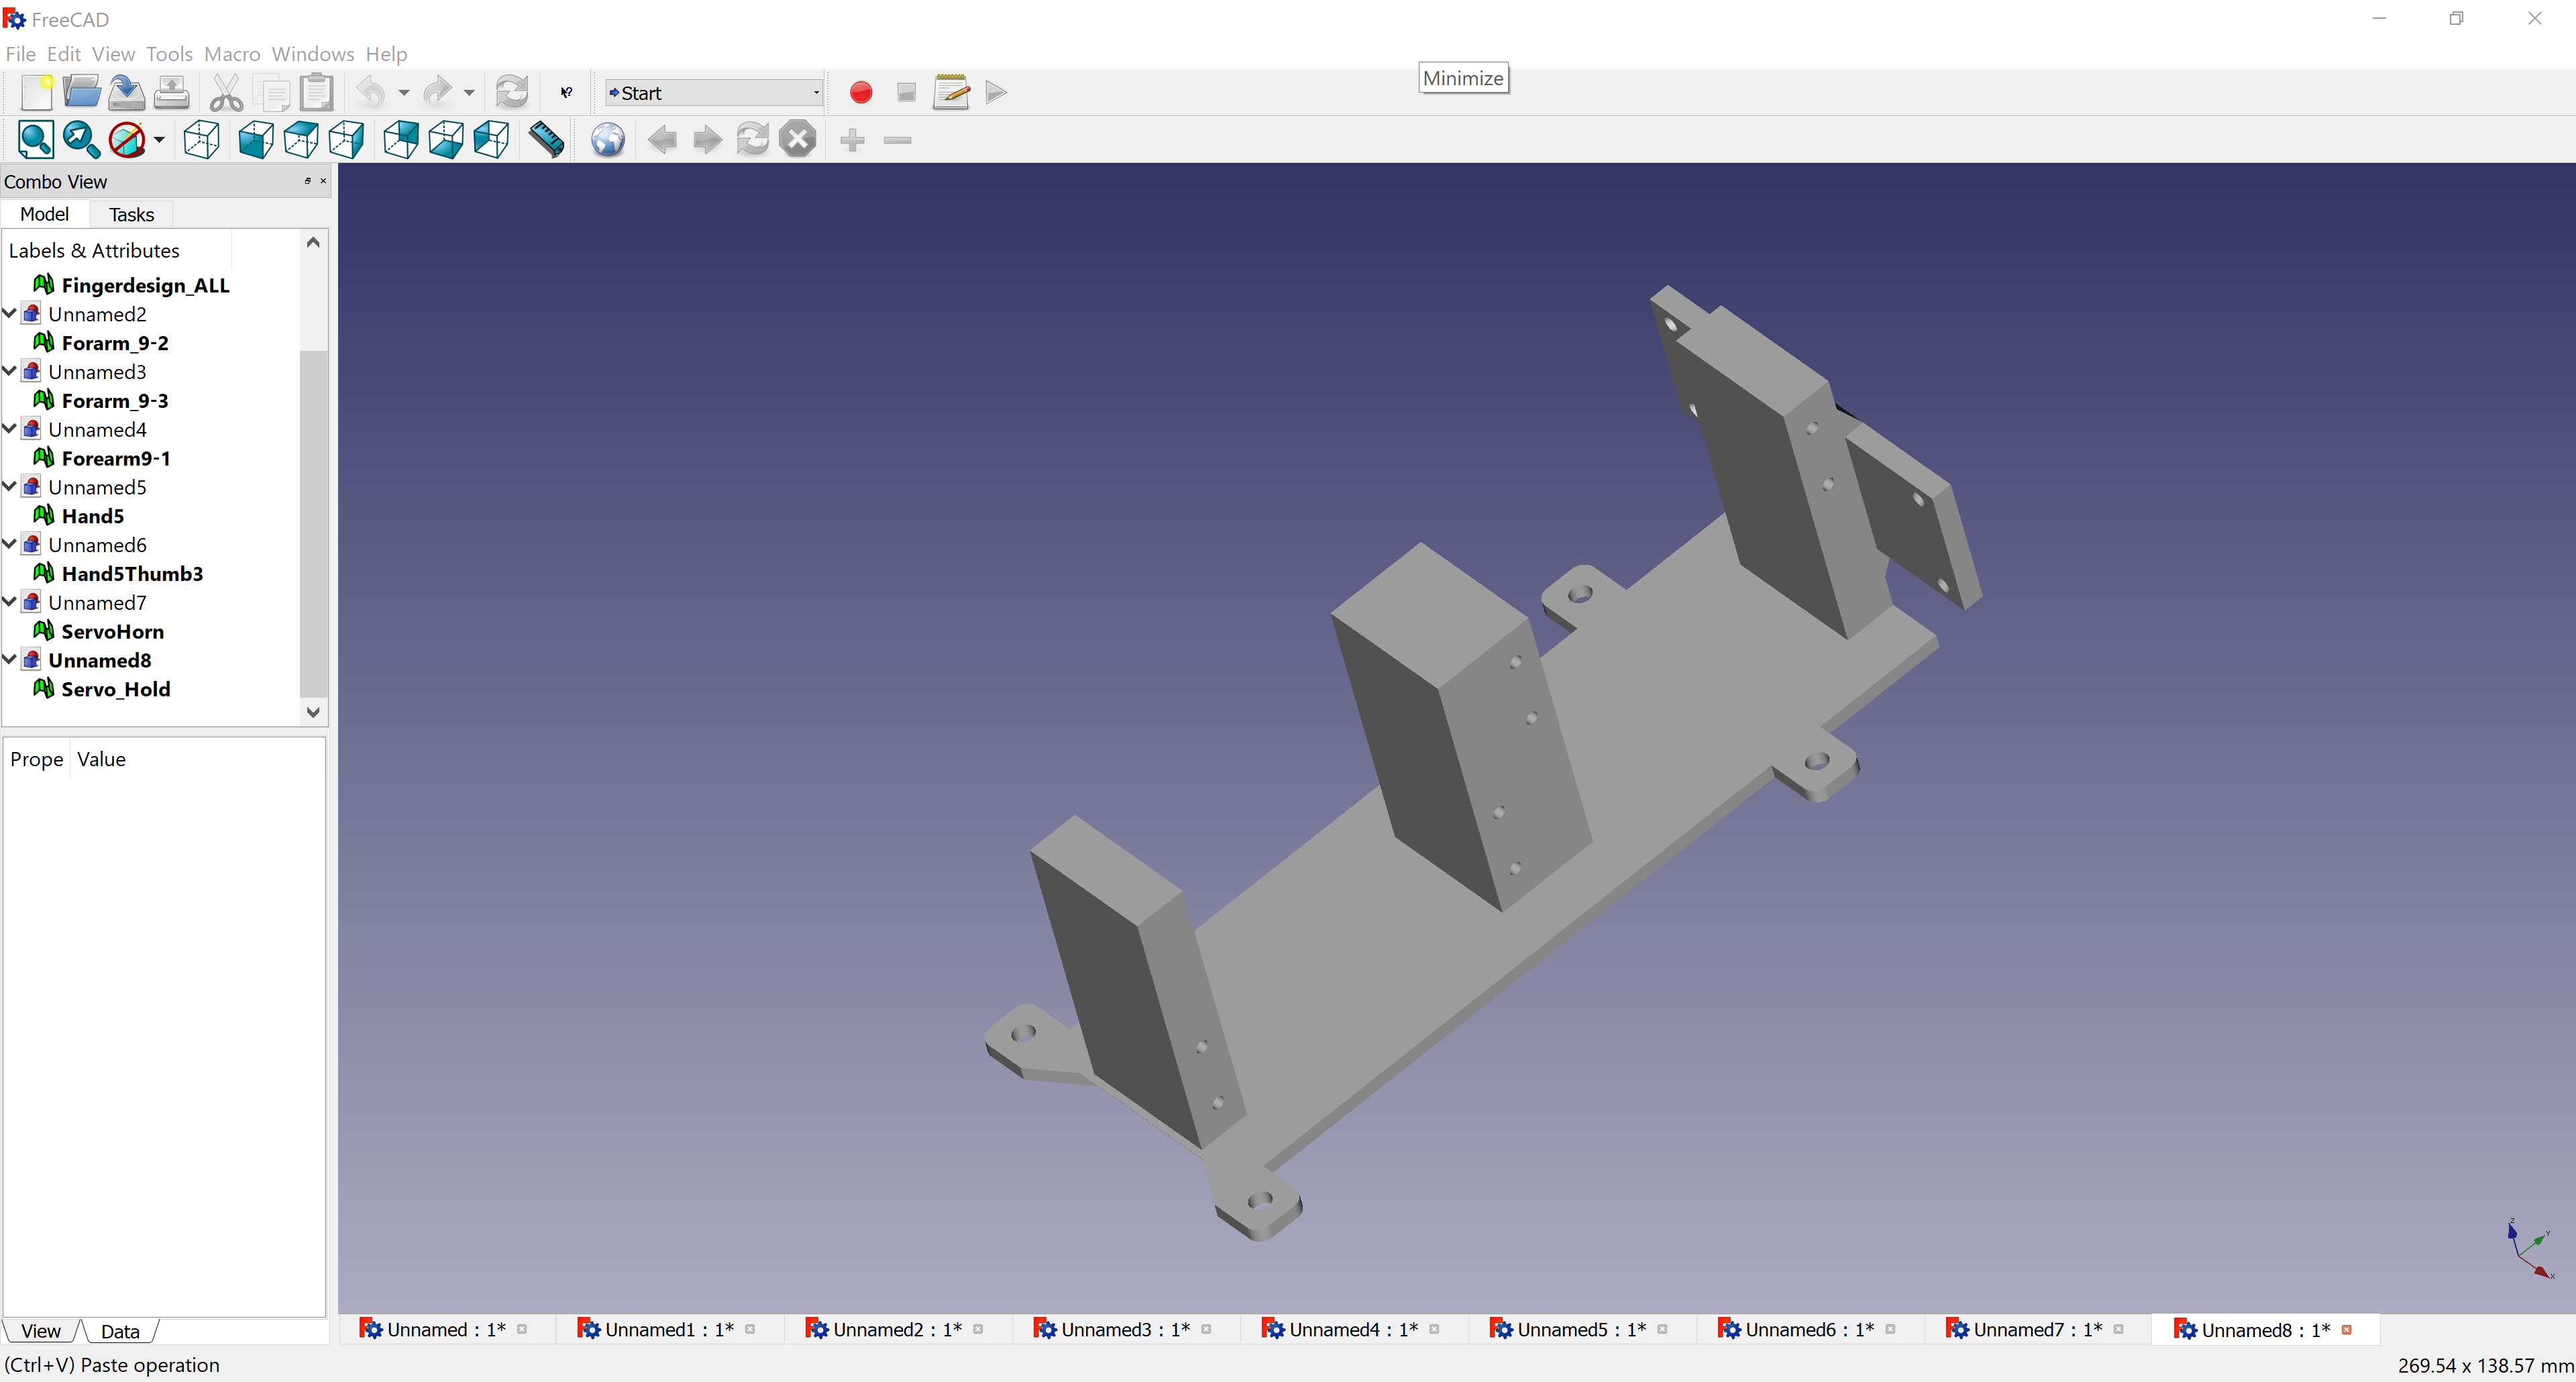 FreeCAD
File Edit View Tools Macro Windows Help
Minimize
Start
Combo View
Model Tasks
Labels & Attributes
Fingerdesign_ALL
Unnamed2
Forarm_9-2
Unnamed3
Forarm_9-3
Unnamed4
Forearm9-1
Unnamed5
Hand5
Unnamed6
Hand5Thumb3
Unnamed7
ServoHorn
Unnamed8
Servo_Hold
Prope Value
Z
Y
X
View Data
Unnamed : 1* Unnamed1 : 1* Unnamed2 : 1* Unnamed3 : 1* Unnamed4 : 1* Unnamed5 : 1* Unnamed6 : 1* Unnamed7 : 1* Unnamed8 : 1*
(Ctrl+V) Paste operation
269.54 x 138.57 mm